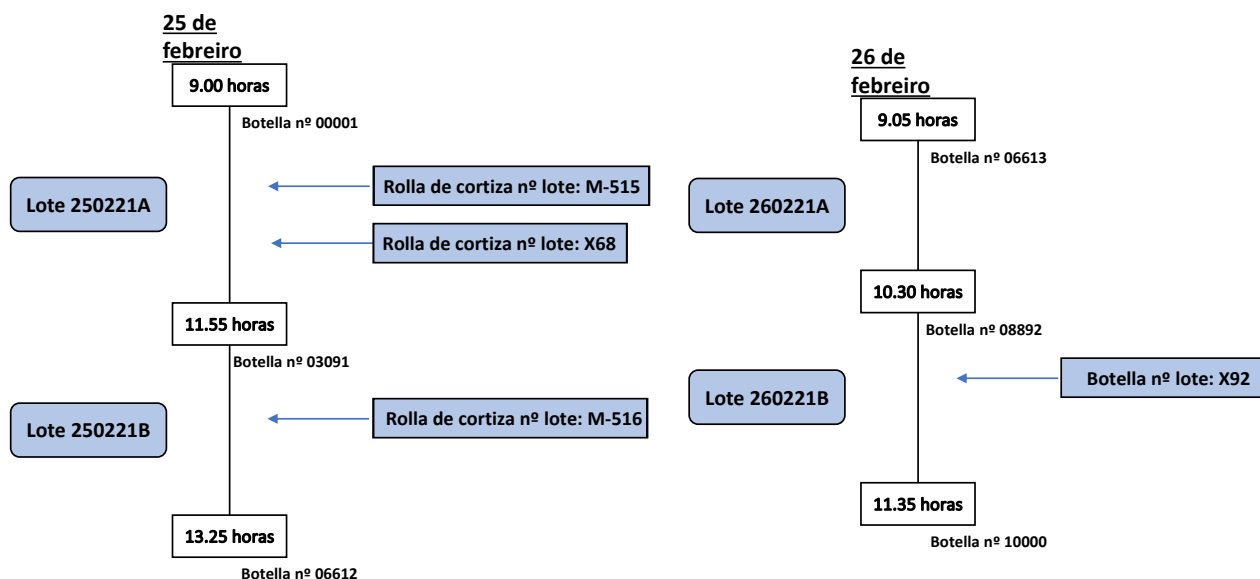 25 de
febreiro
9.00 horas
Botella nº 00001
Lote 250221A
Rolla de cortiza nº lote: M-515
Rolla de cortiza nº lote: X68
11.55 horas
Botella nº 03091
Lote 250221B
Rolla de cortiza nº lote: M-516
13.25 horas
Botella nº 06612
26 de
febreiro
9.05 horas
Botella nº 06613
Lote 260221A
10.30 horas
Botella nº 08892
Lote 260221B
Botella nº lote: X92
11.35 horas
Botella nº 10000